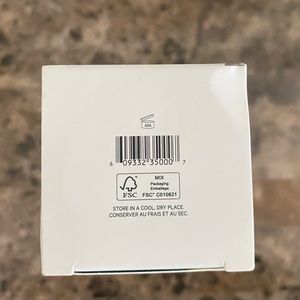 6M
6 09332 35000 7
MIX
Packaging
Emballage
FSC
FSC® C010621
STORE IN A COOL, DRY PLACE.
CONSERVER AU FRAIS ET AU SEC.